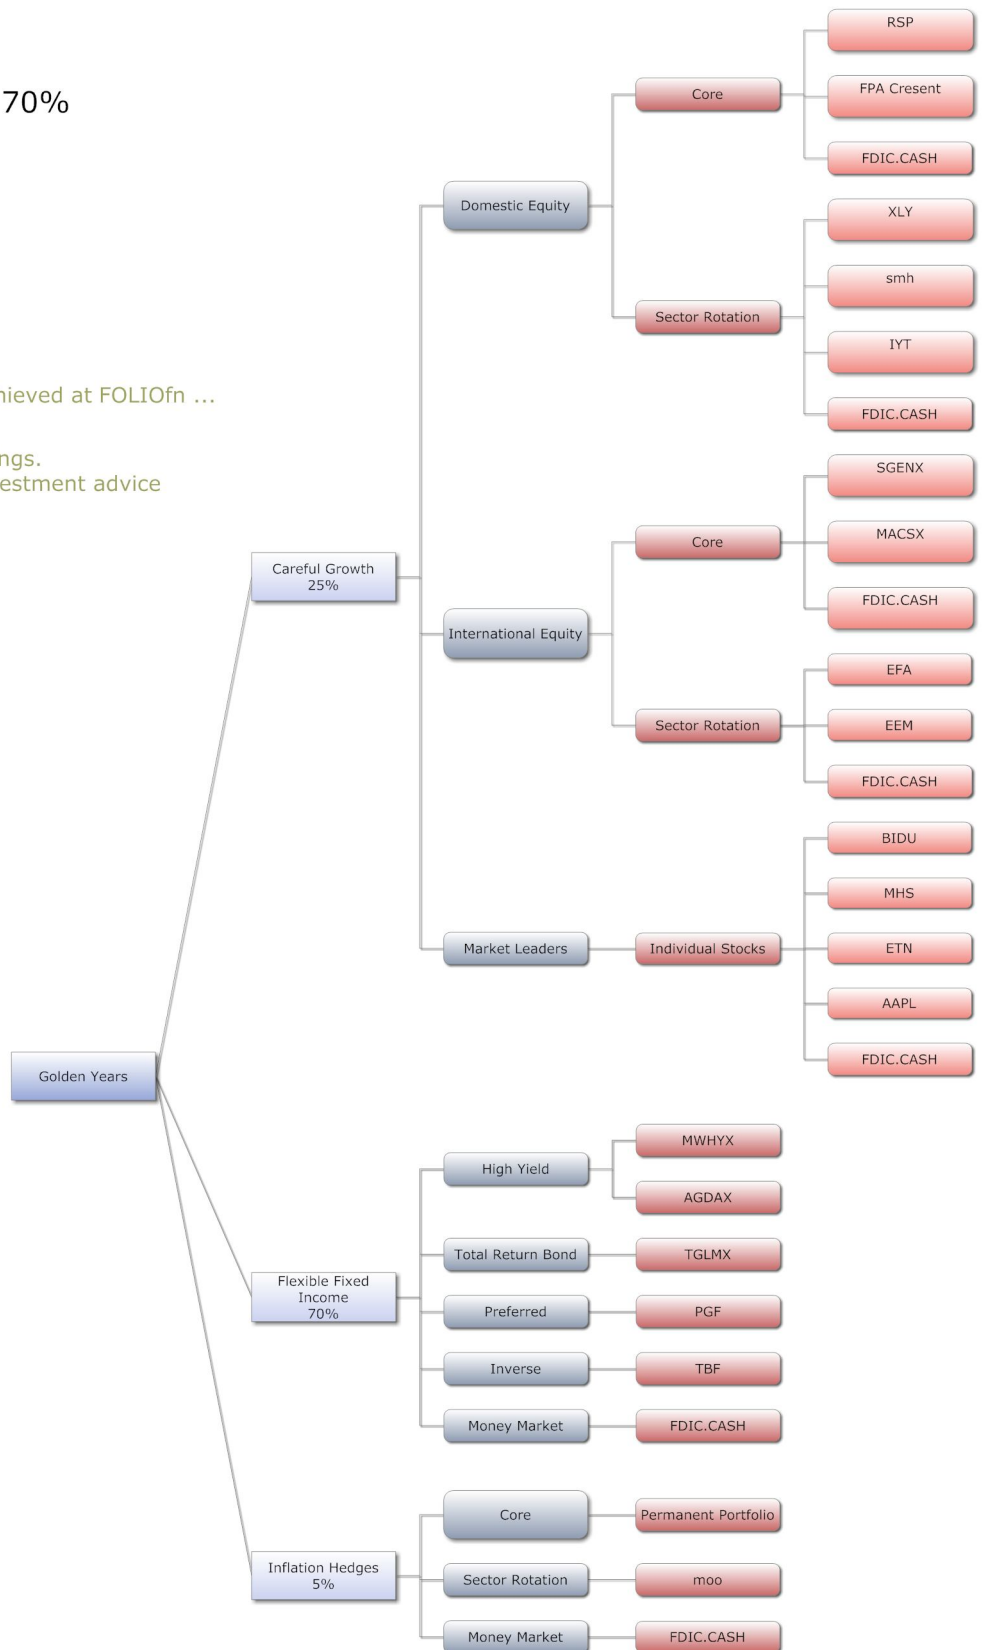 70%
hieved at FOLIOfn ...
ngs.
estment advice
Golden Years
Careful Growth
25%
Domestic Equity
Core
RSP
FPA Cresent
FDIC.CASH
Sector Rotation
XLY
smh
IYT
FDIC.CASH
International Equity
Core
SGENX
MACSX
FDIC.CASH
Sector Rotation
EFA
EEM
FDIC.CASH
Market Leaders
Individual Stocks
BIDU
MHS
ETN
AAPL
FDIC.CASH
Flexible Fixed
Income
70%
High Yield
MWHYX
AGDAX
Total Return Bond
TGLMX
Preferred
PGF
Inverse
TBF
Money Market
FDIC.CASH
Inflation Hedges
5%
Core
Permanent Portfolio
Sector Rotation
moo
Money Market
FDIC.CASH